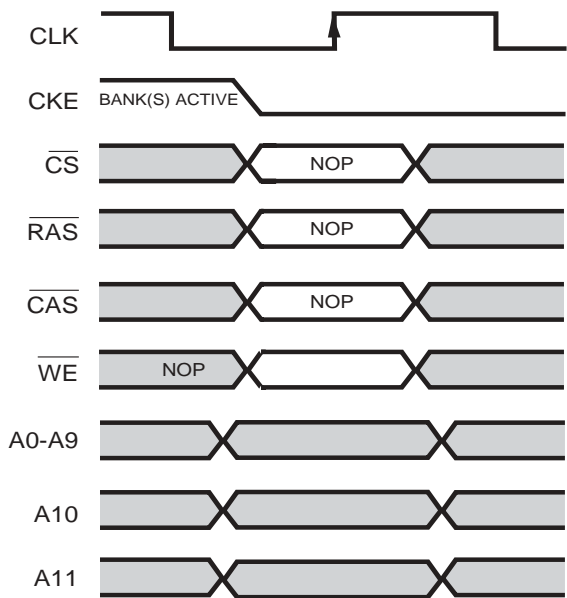 CLK
CKE BANK(S) ACTIVE
CS NOP
RAS NOP
CAS NOP
WE NOP
A0-A9
A10
A11